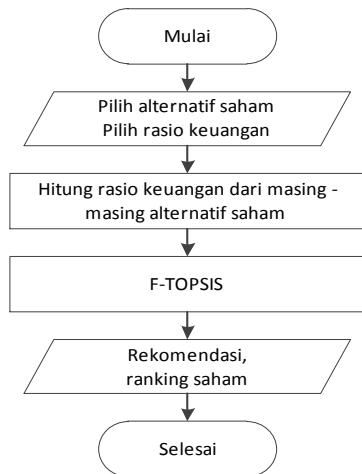 Mulai
Pilih alternatif saham
Pilih rasio keuangan
Hitung rasio keuangan dari masing -
masing alternatif saham
F-TOPSIS
Rekomendasi,
ranking saham
Selesai